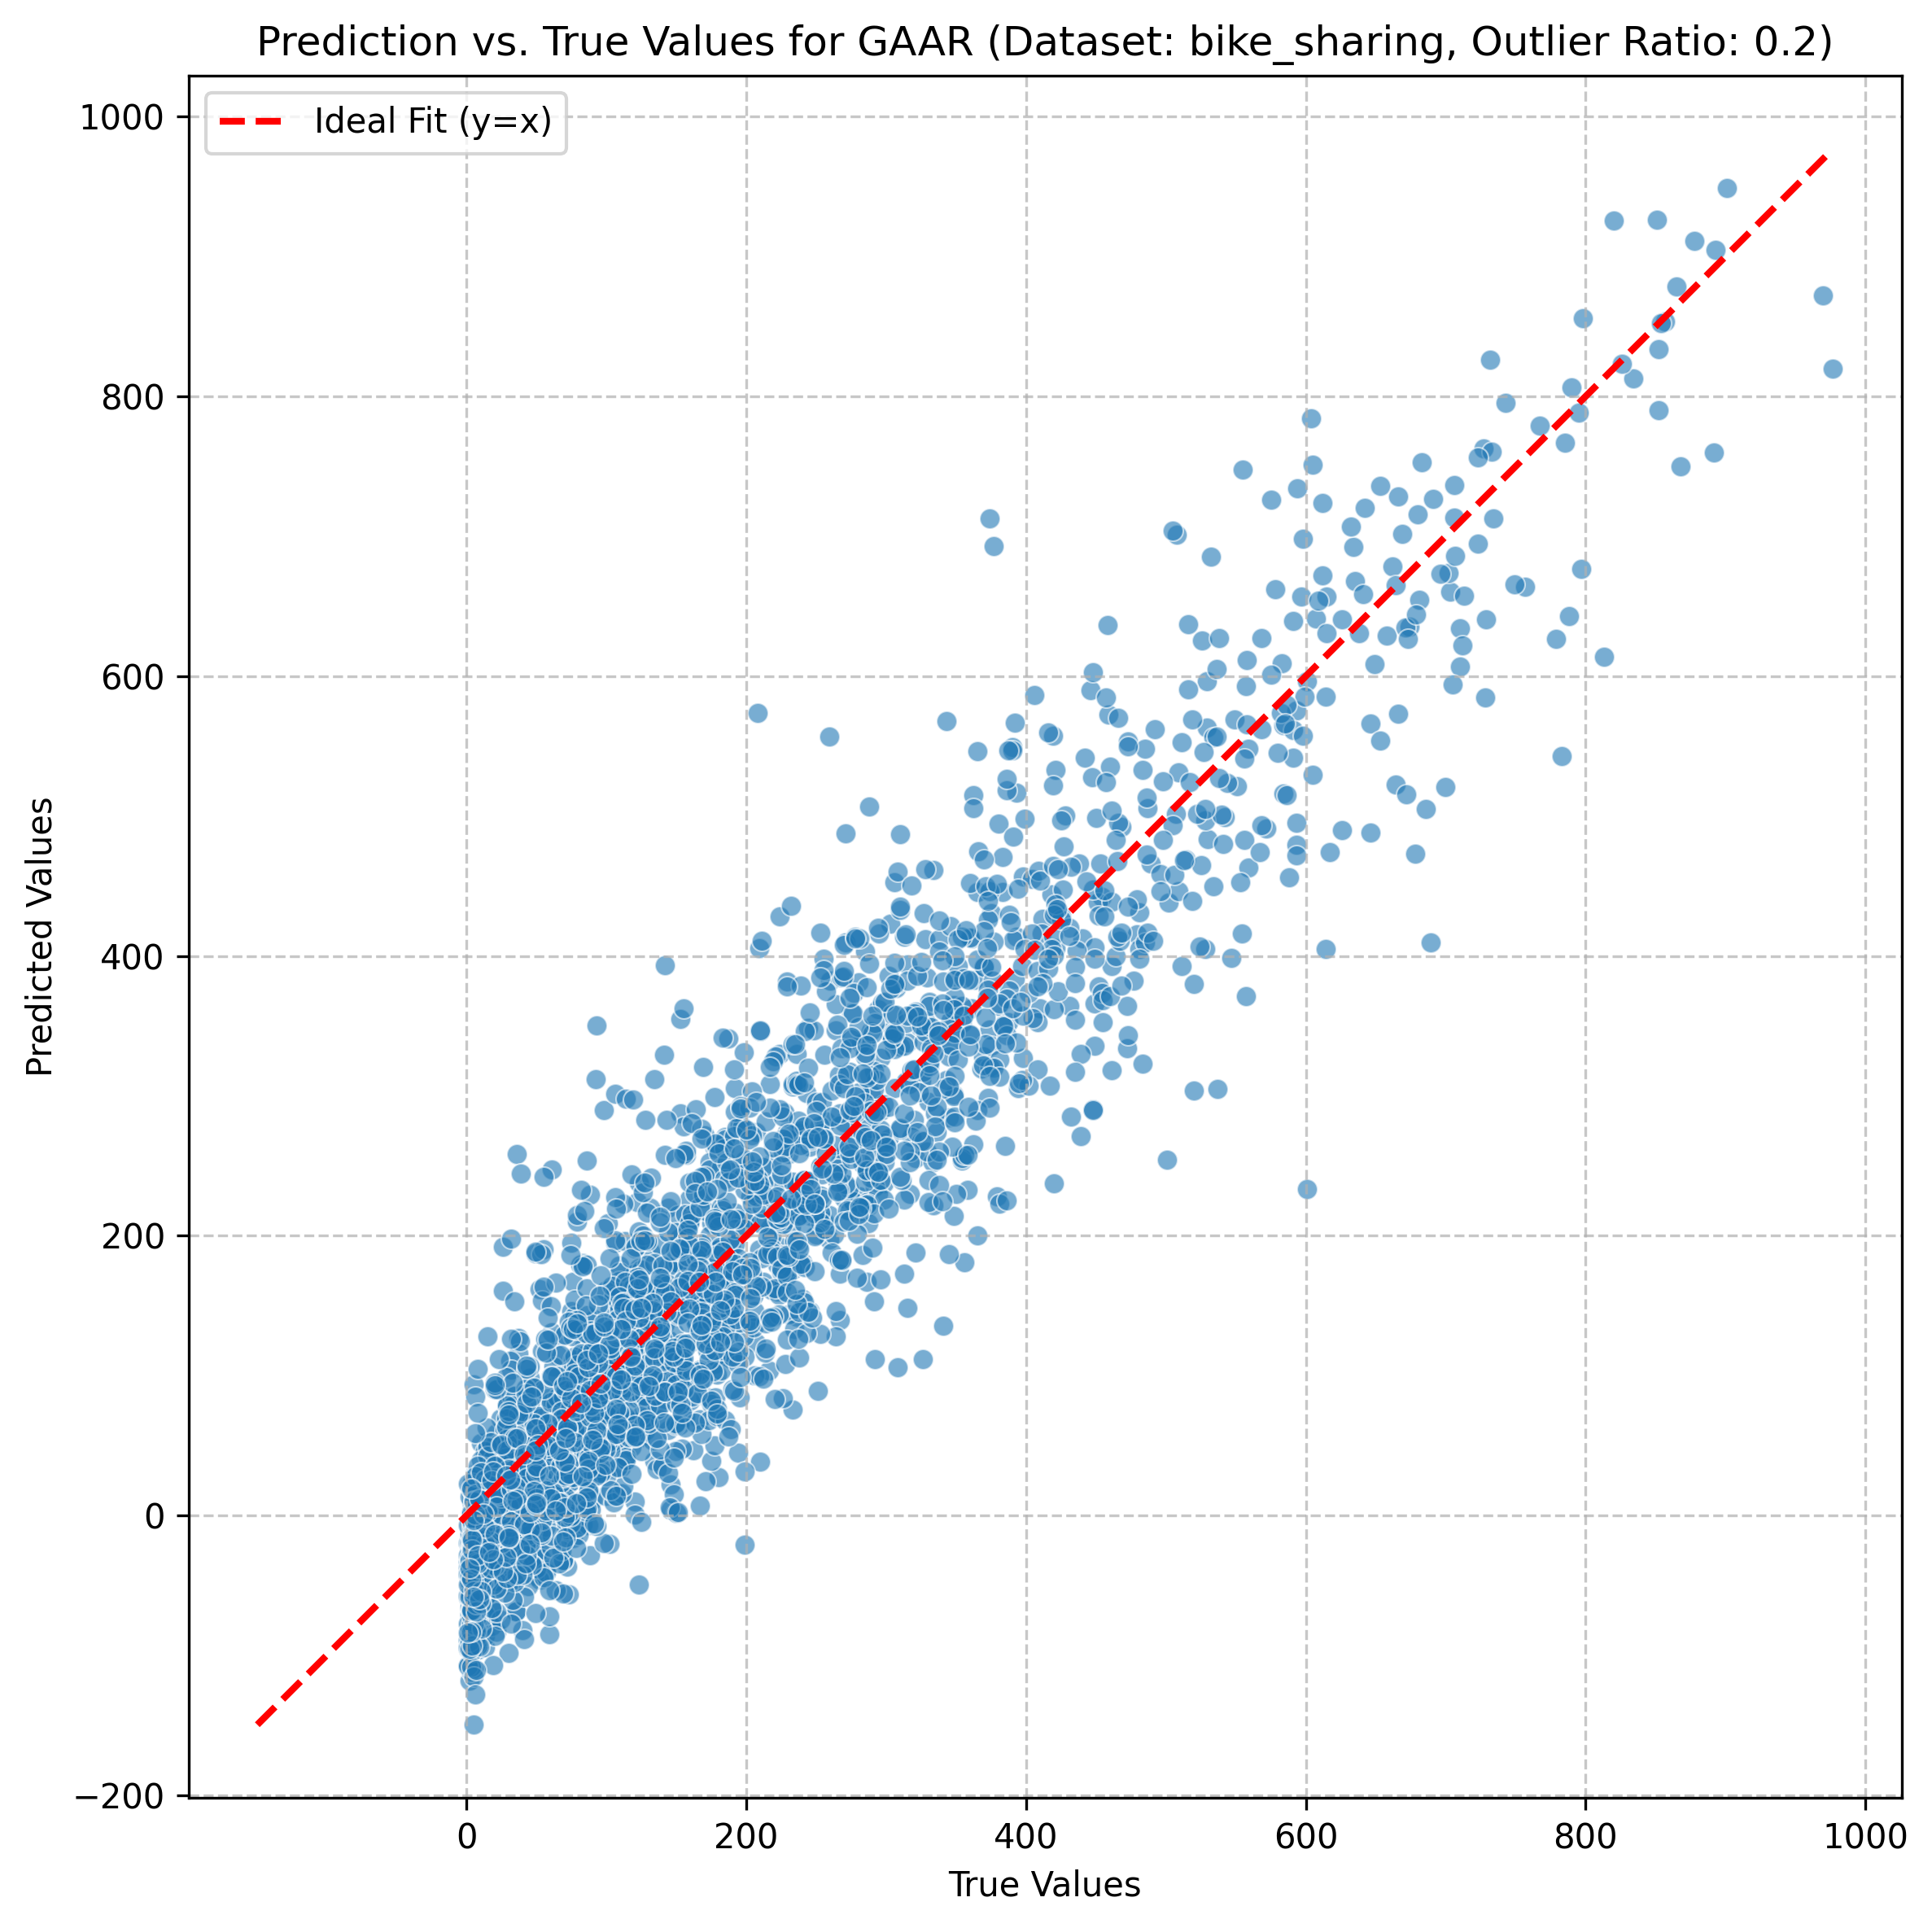 Prediction vs. True Values for GAAR (Dataset: bike_sharing, Outlier Ratio: 0.2)
Ideal Fit (y=x)
1000
800
600
400
200
0
−200
Predicted Values
0 200 400 600 800 1000
True Values